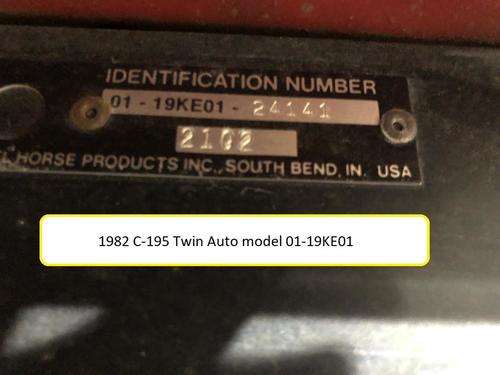 IDENTIFICATION NUMBER
01 - 19KE01 - 24141
2102
HORSE PRODUCTS INC., SOUTH BEND, IN. USA
1982 C-195 Twin Auto model 01-19KE01